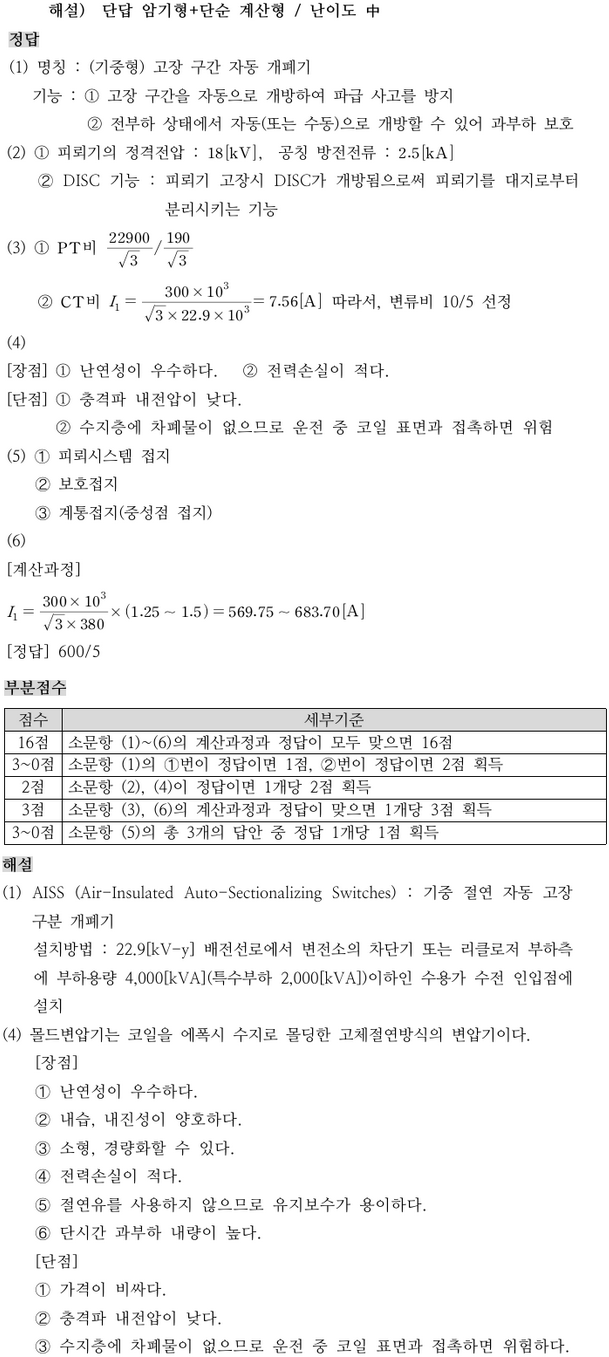 해설) 단답 암기형+단순 계산형 / 난이도 中
정답
(1) 명칭 : (기중형) 고장 구간 자동 개폐기
기능 : ① 고장 구간을 자동으로 개방하여 파급 사고를 방지
② 전부하 상태에서 자동(또는 수동)으로 개방할 수 있어 과부하 보호
(2) ① 피뢰기의 정격전압 : 18[kV], 공칭 방전전류 : 2.5[kA]
② DISC 기능 : 피뢰기 고장시 DISC가 개방됨으로써 피뢰기를 대지로부터
분리시키는 기능
(3) ① PT비 22900/√3 / 190/√3
② CT비 I₁ = 300×10³/(√3×22.9×10³) = 7.56[A] 따라서, 변류비 10/5 선정
(4)
[장점] ① 난연성이 우수하다. ② 전력손실이 적다.
[단점] ① 충격파 내전압이 낮다.
② 수지층에 차폐물이 없으므로 운전 중 코일 표면과 접촉하면 위험
(5) ① 피뢰시스템 접지
② 보호접지
③ 계통접지(중성점 접지)
(6)
[계산과정]
I₁ = 300×10³/(√3×380) × (1.25 ~ 1.5) = 569.75 ~ 683.70[A]
[정답] 600/5
부분점수
점수 세부기준
16점 소문항 (1)~(6)의 계산과정과 정답이 모두 맞으면 16점
3~0점 소문항 (1)의 ①번이 정답이면 1점, ②번이 정답이면 2점 획득
2점 소문항 (2), (4)이 정답이면 1개당 2점 획득
3점 소문항 (3), (6)의 계산과정과 정답이 맞으면 1개당 3점 획득
3~0점 소문항 (5)의 총 3개의 답안 중 정답 1개당 1점 획득
해설
(1) AISS (Air-Insulated Auto-Sectionalizing Switches) : 기중 절연 자동 고장
구분 개폐기
설치방법 : 22.9[kV-y] 배전선로에서 변전소의 차단기 또는 리클로저 부하측
에 부하용량 4,000[kVA](특수부하 2,000[kVA])이하인 수용가 수전 인입점에
설치
(4) 몰드변압기는 코일을 에폭시 수지로 몰딩한 고체절연방식의 변압기이다.
[장점]
① 난연성이 우수하다.
② 내습, 내진성이 양호하다.
③ 소형, 경량화할 수 있다.
④ 전력손실이 적다.
⑤ 절연유를 사용하지 않으므로 유지보수가 용이하다.
⑥ 단시간 과부하 내량이 높다.
[단점]
① 가격이 비싸다.
② 충격파 내전압이 낮다.
③ 수지층에 차폐물이 없으므로 운전 중 코일 표면과 접촉하면 위험하다.